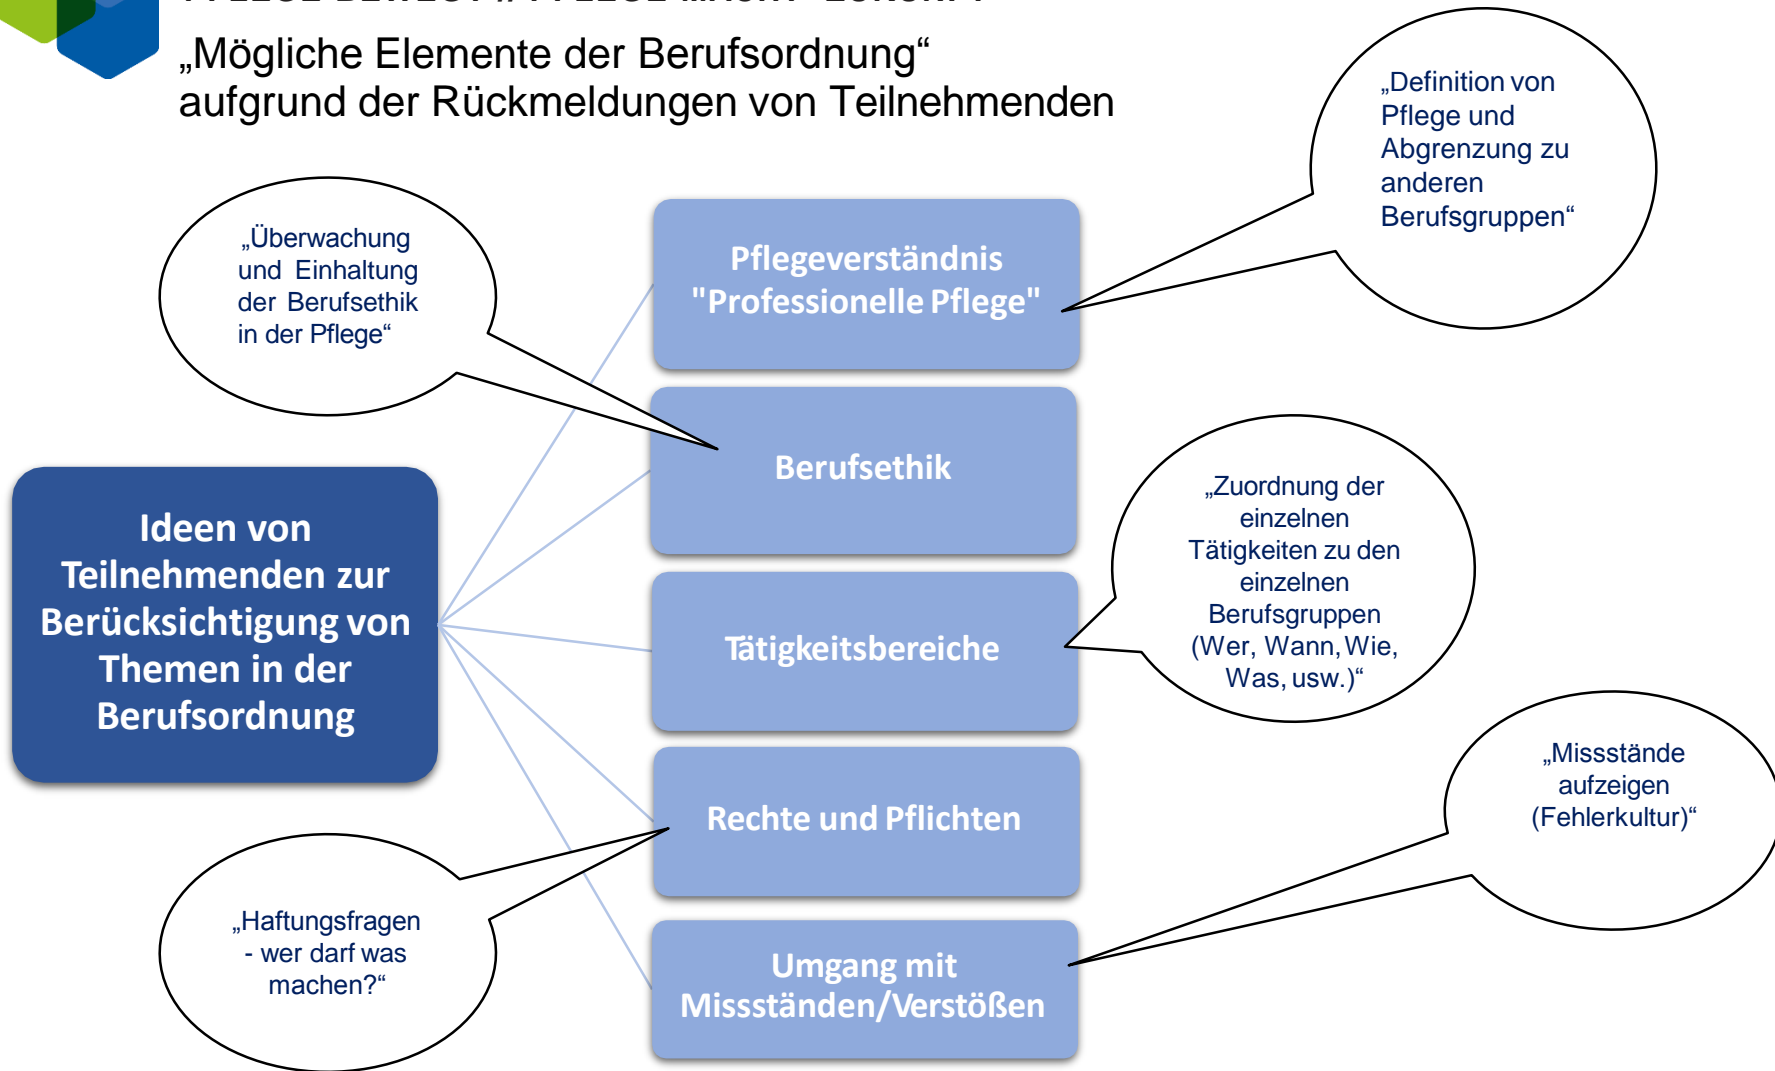 „Mögliche Elemente der Berufsordnung“
aufgrund der Rückmeldungen von Teilnehmenden
„Definition von
Pflege und
Abgrenzung zu
anderen
Berufsgruppen“
„Überwachung
und Einhaltung
der Berufsethik
in der Pflege“
Pflegeverständnis
"Professionelle Pflege"
Berufsethik
„Zuordnung der
einzelnen
Tätigkeiten zu den
einzelnen
Berufsgruppen
(Wer, Wann, Wie,
Was, usw.)“
Ideen von
Teilnehmenden zur
Berücksichtigung von
Themen in der
Berufsordnung
Tätigkeitsbereiche
Rechte und Pflichten
„Missstände
aufzeigen
(Fehlerkultur)“
„Haftungsfragen
- wer darf was
machen?“
Umgang mit
Missständen/Verstößen